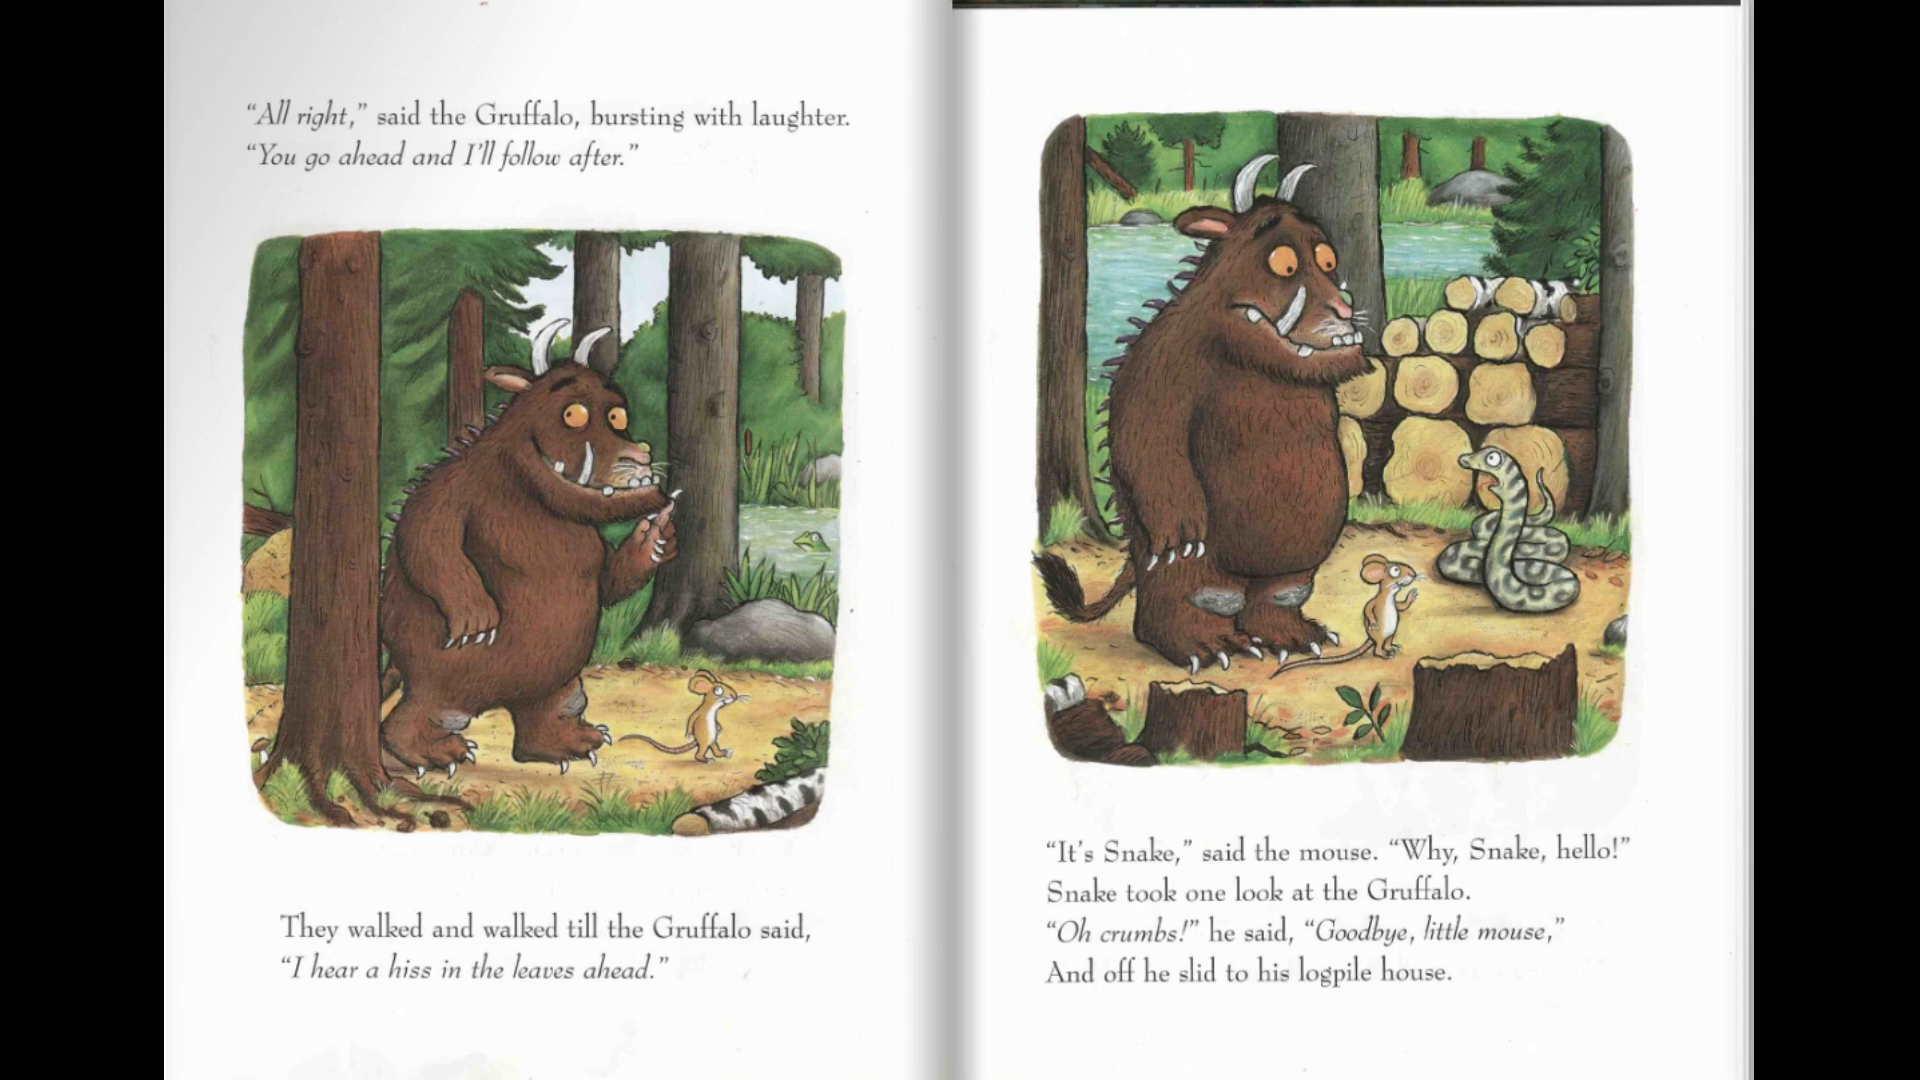 “All right,” said the Gruffalo, bursting with laughter.
“You go ahead and I’ll follow after.”
They walked and walked till the Gruffalo said,
“I hear a hiss in the leaves ahead.”
“It’s Snake,” said the mouse. “Why, Snake, hello!”
Snake took one look at the Gruffalo.
“Oh crumbs!” he said, “Goodbye, little mouse,”
And off he slid to his logpile house.